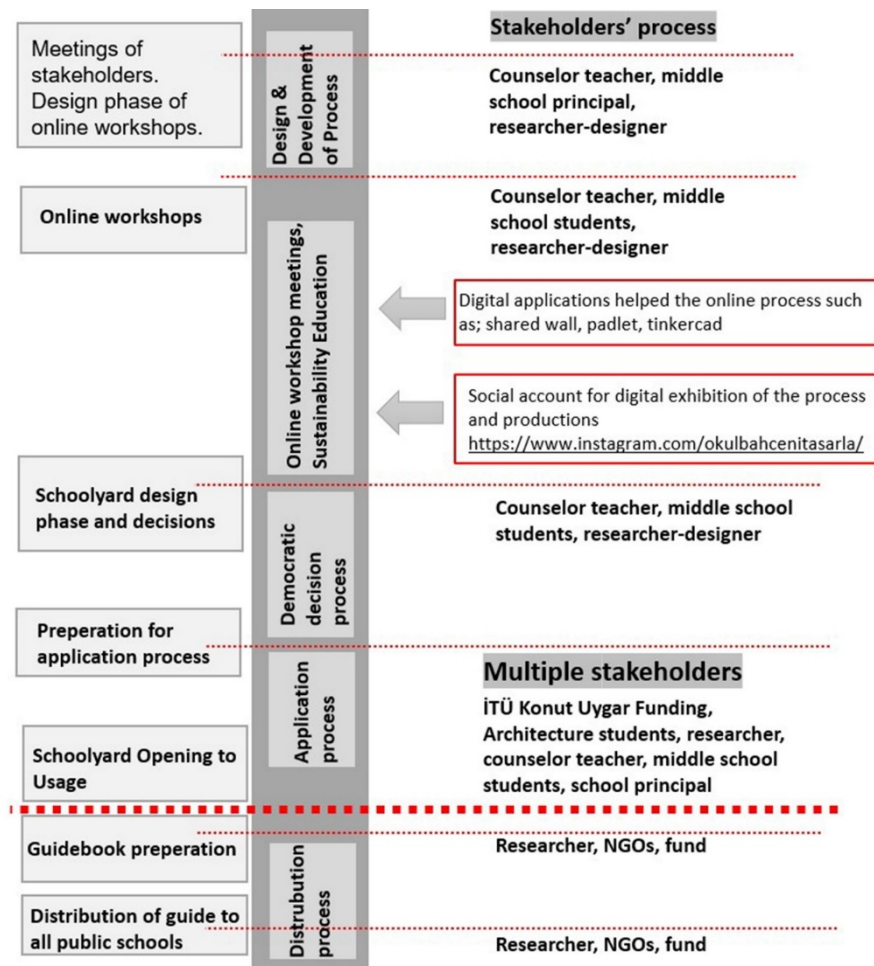 Stakeholders' process
Meetings of
stakeholders.
Design phase of
online workshops.
Design &
Development
of Process
Counselor teacher, middle
school principal,
researcher-designer
Online workshops
Counselor teacher, middle
school students,
researcher-designer
Online workshop meetings,
Sustainability Education
Digital applications helped the online process such
as; shared wall, padlet, tinkercad
Social account for digital exhibition of the process
and productions
https://www.instagram.com/okulbahcenitasarla/
Schoolyard design
phase and decisions
Democratic
decision
process
Counselor teacher, middle school
students, researcher-designer
Preperation for
application process
Application
process
Multiple stakeholders
İTÜ Konut Uygar Funding,
Architecture students, researcher,
counselor teacher, middle school
students, school principal
Schoolyard Opening to
Usage
Guidebook preparation
Distrubution
process
Researcher, NGOs, fund
Distribution of guide to
all public schools
Researcher, NGOs, fund